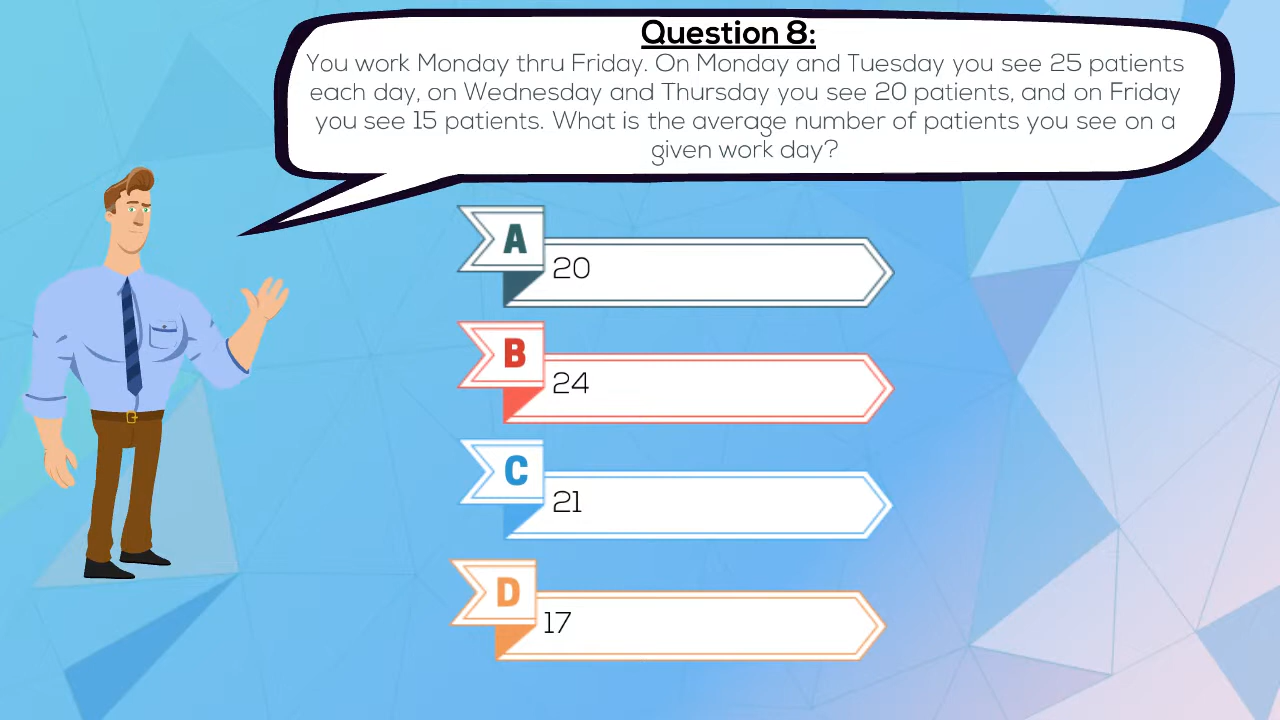 Question 8:
You work Monday thru Friday. On Monday and Tuesday you see 25 patients
each day, on Wednesday and Thursday you see 20 patients, and on Friday
you see 15 patients. What is the average number of patients you see on a
given work day?
A
20
B
24
C
21
D
17